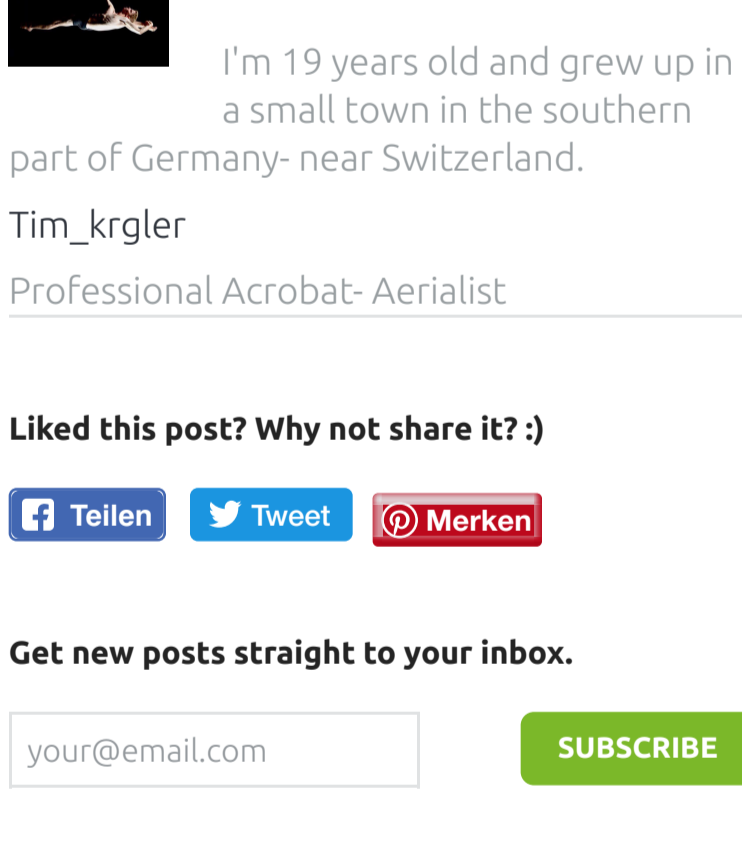 I'm 19 years old and grew up in
a small town in the southern
part of Germany- near Switzerland.
Tim_krgler
Professional Acrobat- Aerialist
Liked this post? Why not share it? :)
Teilen
Tweet
Merken
Get new posts straight to your inbox.
your@email.com
SUBSCRIBE